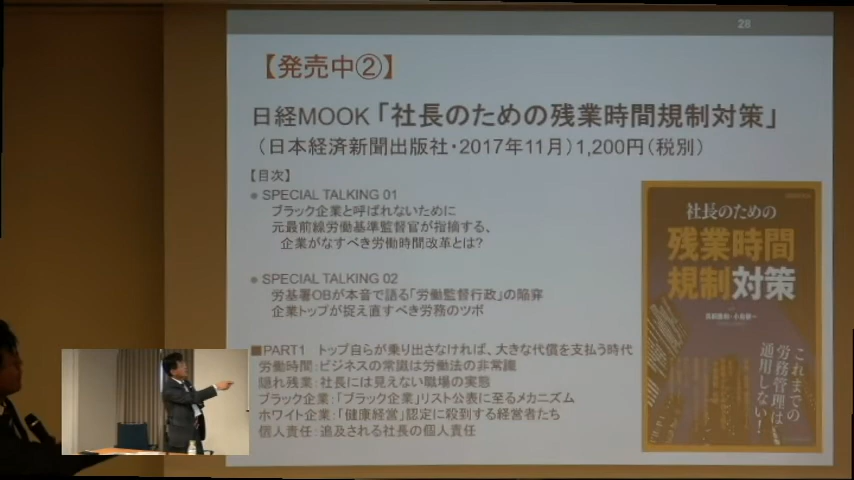 28
【発売中②】
日経MOOK「社長のための残業時間規制対策」
（日本経済新聞出版社・2017年11月）1,200円（税別）
【目次】
● SPECIAL TALKING 01
ブラック企業と呼ばれないために
元最前線労働基準監督官が指摘する、
企業がなすべき労働時間改革とは？
● SPECIAL TALKING 02
労基署OBが本音で語る「労働監督行政」の陥穽
企業トップが捉え直すべき労務のツボ
■PART1 トップ自らが乗り出さなければ、大きな代償を支払う時代
労働時間：ビジネスの常識は労働法の非常識
隠れ残業：社長には見えない職場の実態
ブラック企業：「ブラック企業」リスト公表に至るメカニズム
ホワイト企業：「健康経営」認定に殺到する経営者たち
個人責任：追及される社長の個人責任
社長のための
残業時間
規制対策
これまでの
労務管理は
通用しない！